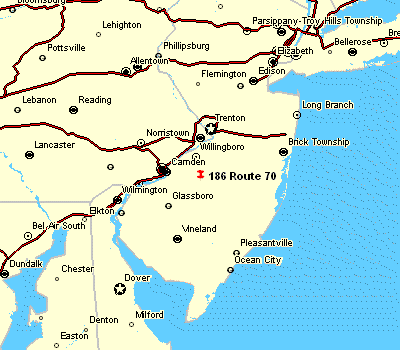 Bloomsburg
Parsippany-Troy Hills Township
Lehighton
Phillipsburg
Elizabeth
Bellerose
Bre
Pottsville
Allentown
Edison
Flemington
Long Branch
Lebanon
Reading
Trenton
Norristown
Willingboro
Brick Township
Lancaster
Camden
186 Route 70
Wilmington
Glassboro
Elkton
Bel Air South
Vineland
Pleasantville
Ocean City
Dundalk
Chester
Dover
Denton
Milford
Easton